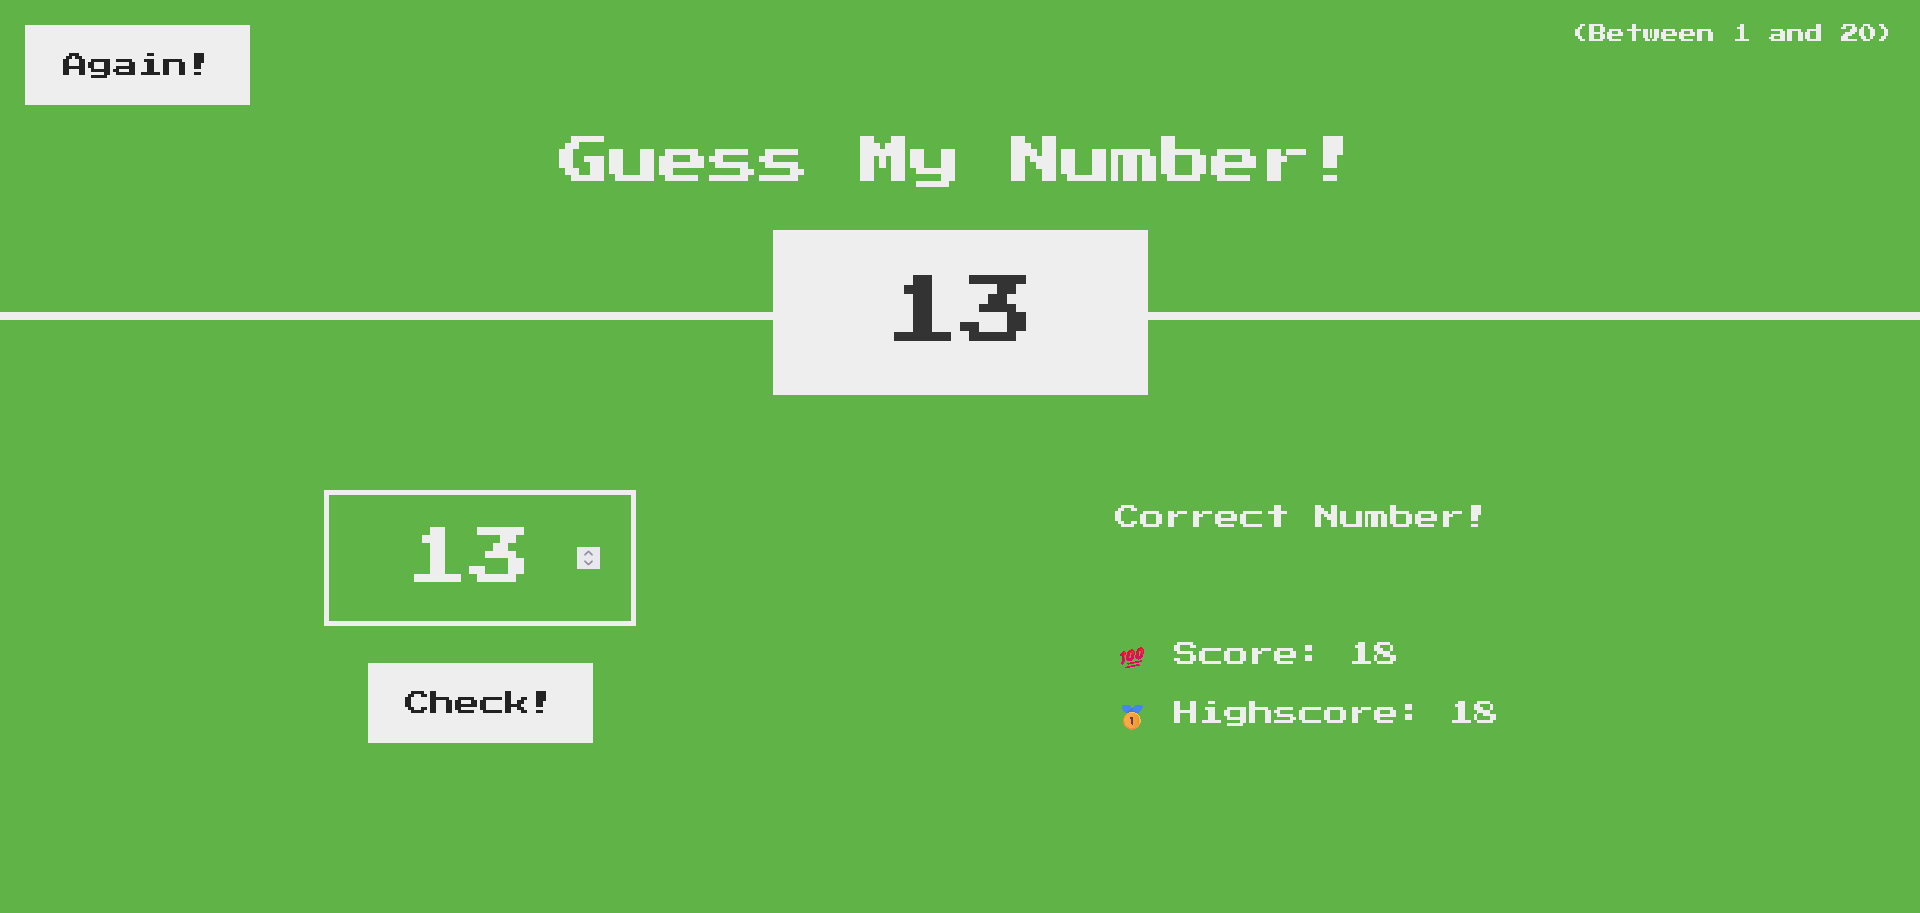 Again!
(Between 1 and 20)
Guess My Number!
13
13
Check!
Correct Number!
💯 Score: 18
🥇 Highscore: 18